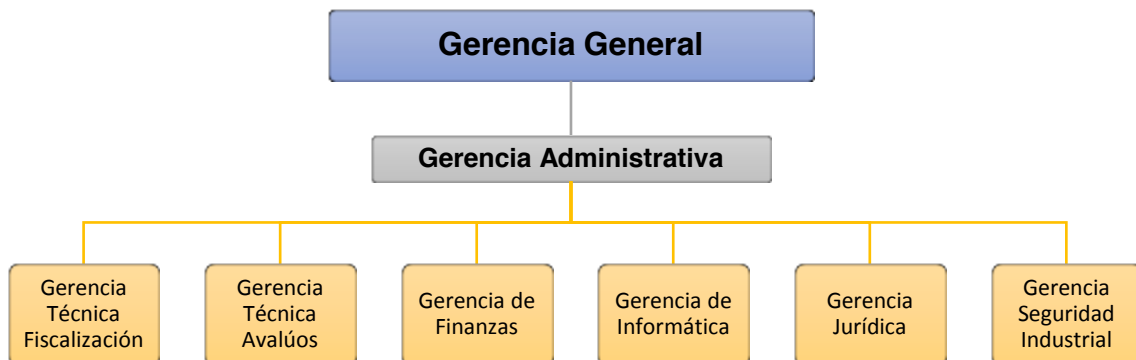 Gerencia General
Gerencia Administrativa
Gerencia
Técnica
Fiscalización
Gerencia
Técnica
Avalúos
Gerencia de
Finanzas
Gerencia de
Informática
Gerencia
Jurídica
Gerencia
Seguridad
Industrial